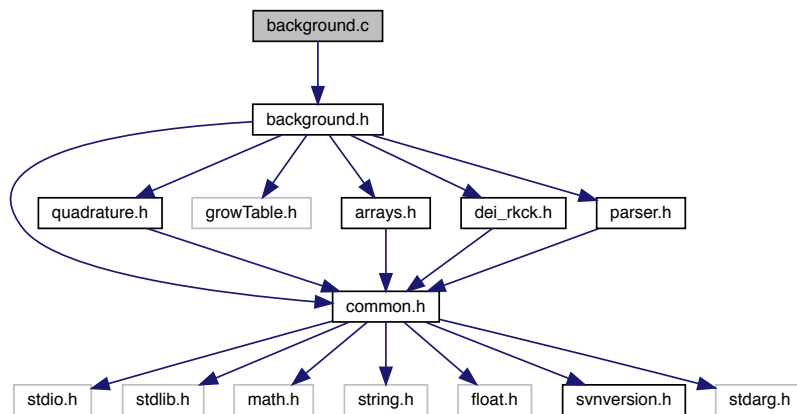 background.c
background.h
quadrature.h
growTable.h
arrays.h
dei_rkck.h
parser.h
common.h
stdio.h
stdlib.h
math.h
string.h
float.h
svnversion.h
stdarg.h